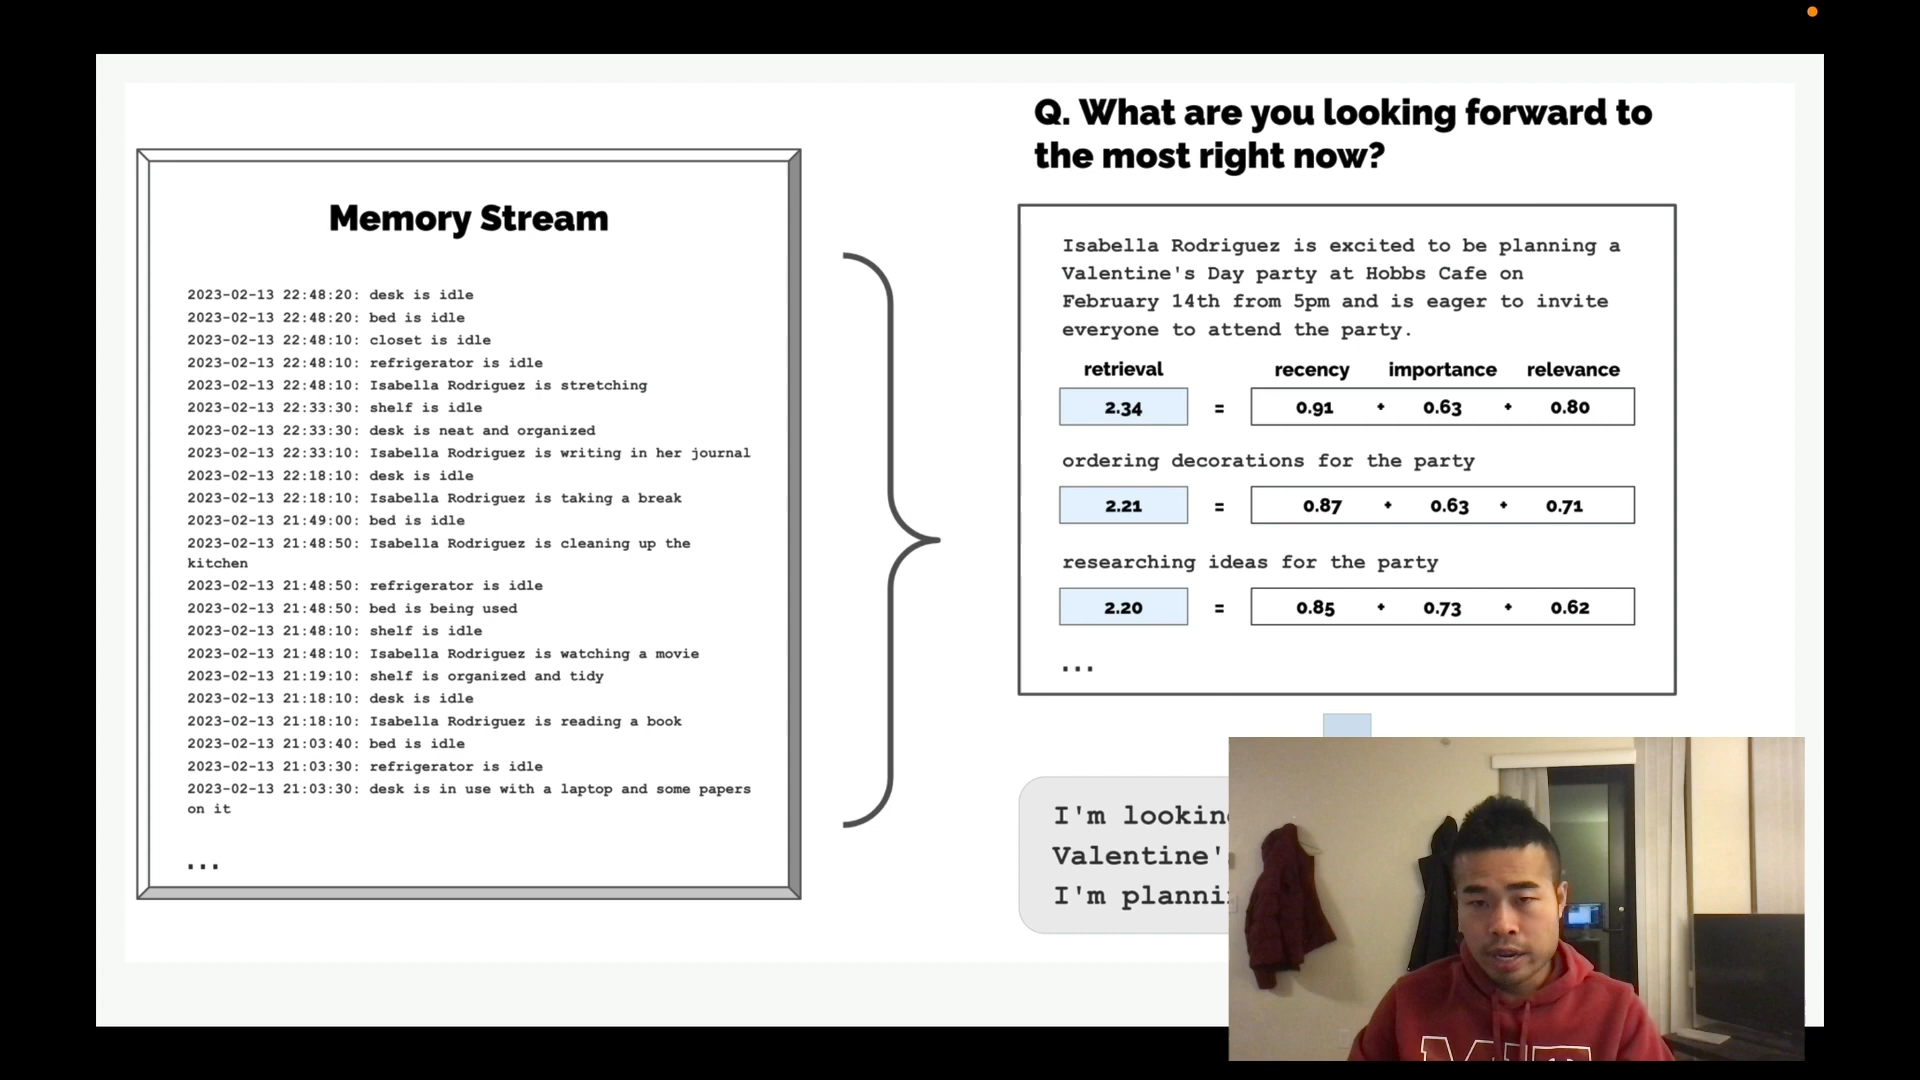 Memory Stream
2023-02-13 22:48:20: desk is idle
2023-02-13 22:48:20: bed is idle
2023-02-13 22:48:10: closet is idle
2023-02-13 22:48:10: refrigerator is idle
2023-02-13 22:48:10: Isabella Rodriguez is stretching
2023-02-13 22:33:30: shelf is idle
2023-02-13 22:33:30: desk is neat and organized
2023-02-13 22:33:10: Isabella Rodriguez is writing in her journal
2023-02-13 22:18:10: desk is idle
2023-02-13 22:18:10: Isabella Rodriguez is taking a break
2023-02-13 21:49:00: bed is idle
2023-02-13 21:48:50: Isabella Rodriguez is cleaning up the
kitchen
2023-02-13 21:48:50: refrigerator is idle
2023-02-13 21:48:50: bed is being used
2023-02-13 21:48:10: shelf is idle
2023-02-13 21:48:10: Isabella Rodriguez is watching a movie
2023-02-13 21:19:10: shelf is organized and tidy
2023-02-13 21:18:10: desk is idle
2023-02-13 21:18:10: Isabella Rodriguez is reading a book
2023-02-13 21:03:40: bed is idle
2023-02-13 21:03:30: refrigerator is idle
2023-02-13 21:03:30: desk is in use with a laptop and some papers
on it
...
Q. What are you looking forward to
the most right now?
Isabella Rodriguez is excited to be planning a
Valentine's Day party at Hobbs Cafe on
February 14th from 5pm and is eager to invite
everyone to attend the party.
retrieval recency importance relevance
2.34 = 0.91 + 0.63 + 0.80
ordering decorations for the party
2.21 = 0.87 + 0.63 + 0.71
researching ideas for the party
2.20 = 0.85 + 0.73 + 0.62
...
I'm lookin
Valentine'
I'm planni